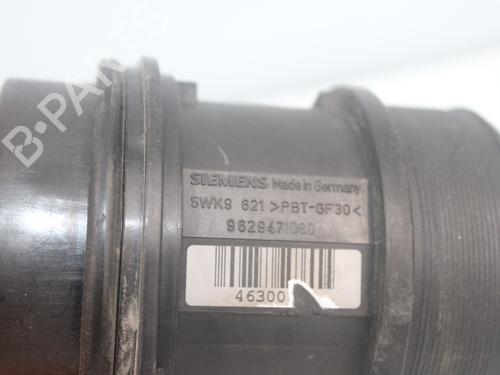 B-PARTS
SIEMENS Made in Germany
5WK9 621 >PBT-GF30<
9629471080
46300